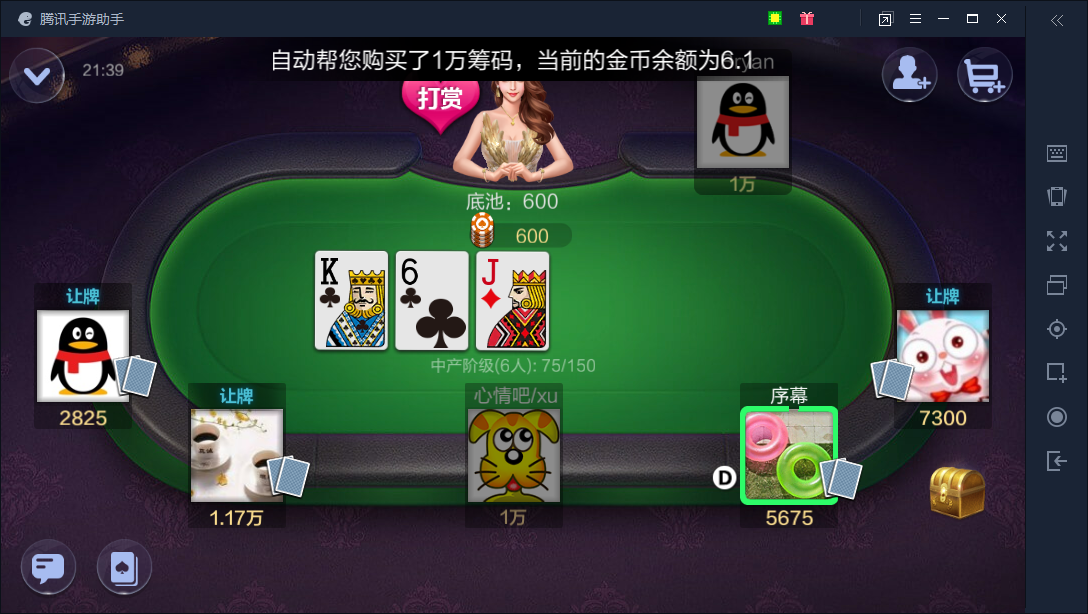 腾讯手游助手
21:39
自动帮您购买了1万筹码，当前的金币余额为6.1
打赏
1万
底池：600
600
K
6
J
中产阶级(6人): 75/150
让牌
2825
让牌
1.17万
心情吧/xu
1万
序幕
D
5675
让牌
7300